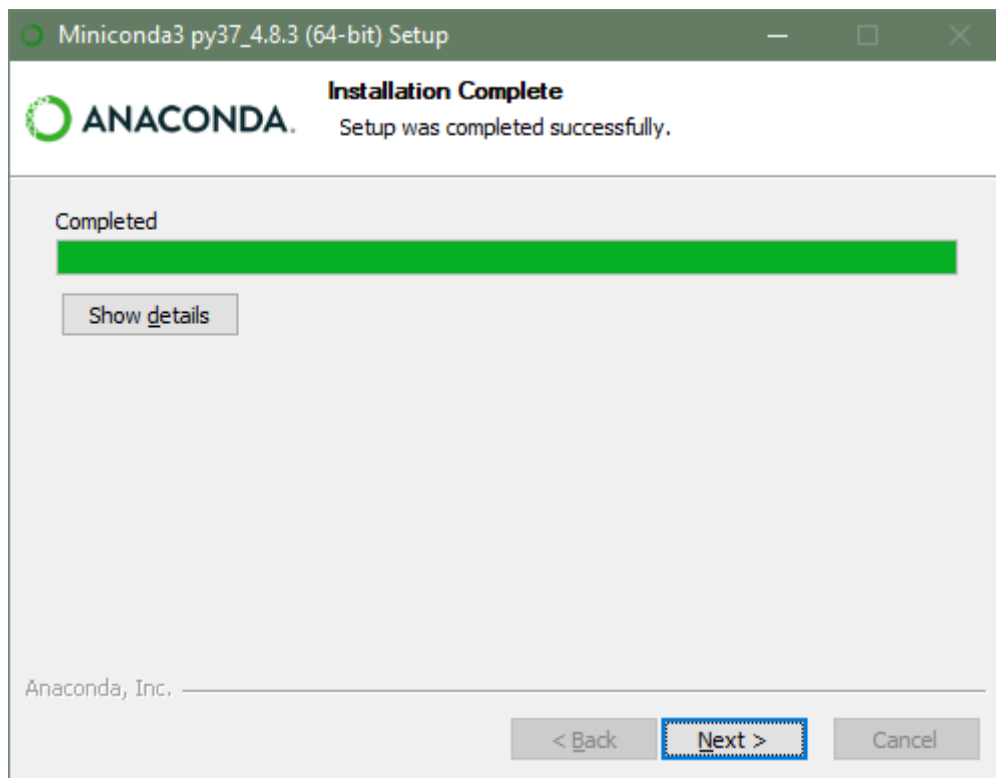 Miniconda3 py37_4.8.3 (64-bit) Setup
ANACONDA.
Installation Complete
Setup was completed successfully.
Completed
Show details
Anaconda, Inc.
< Back
Next >
Cancel